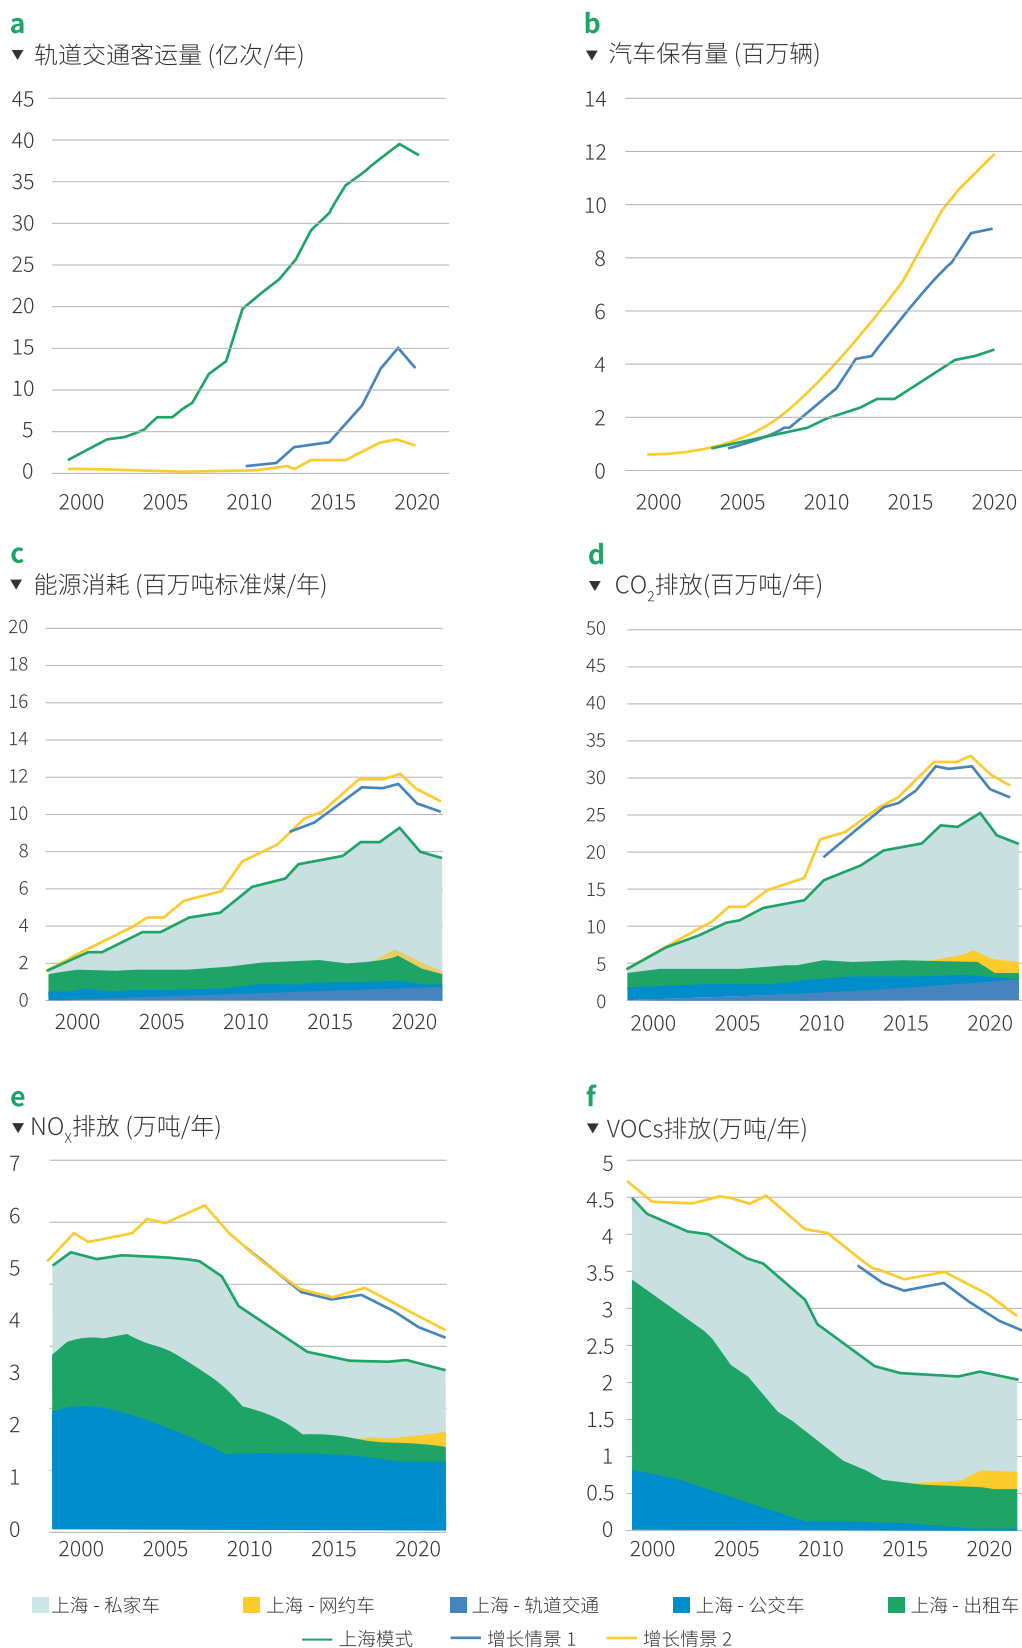 a
▼ 轨道交通客运量 (亿次/年)
45
40
35
30
25
20
15
10
5
0
2000 2005 2010 2015 2020
b
▼ 汽车保有量 (百万辆)
14
12
10
8
6
4
2
0
2000 2005 2010 2015 2020
c
▼ 能源消耗 (百万吨标准煤/年)
20
18
16
14
12
10
8
6
4
2
0
2000 2005 2010 2015 2020
d
▼ CO₂排放(百万吨/年)
50
45
40
35
30
25
20
15
10
5
0
2000 2005 2010 2015 2020
e
▼ NOX排放 (万吨/年)
7
6
5
4
3
2
1
0
2000 2005 2010 2015 2020
f
▼ VOCs排放(万吨/年)
5
4.5
4
3.5
3
2.5
2
1.5
1
0.5
0
2000 2005 2010 2015 2020
上海 - 私家车 上海 - 网约车 上海 - 轨道交通 上海 - 公交车 上海 - 出租车
上海模式 增长情景 1 增长情景 2